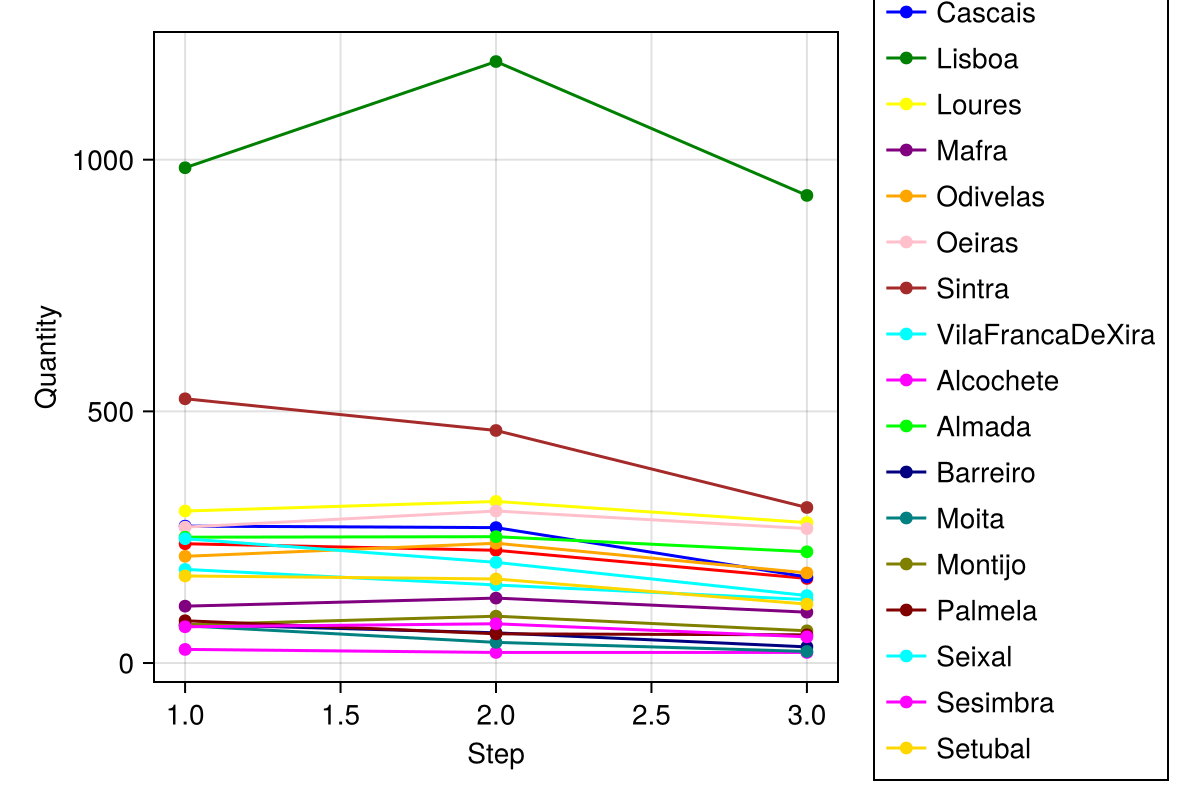 Cascais
Lisboa
Loures
Mafra
Odivelas
Oeiras
Sintra
VilaFrancaDeXira
Alcochete
Almada
Barreiro
Moita
Montijo
Palmela
Seixal
Sesimbra
Setubal
Quantity
1000
500
0
1.0 1.5 2.0 2.5 3.0
Step